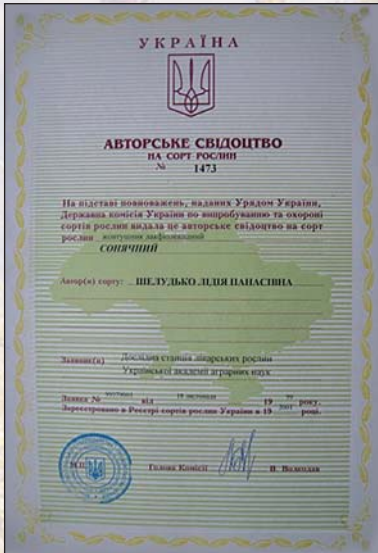 УКРАЇНА
АВТОРСЬКЕ СВІДОЦТВО
НА СОРТ РОСЛИН
№ 1473
На підставі повноважень, наданих Урядом України,
Державна комісія України по випробуванню та охороні
сортів рослин видала це авторське свідоцтво на сорт
рослин
СОНЯЧНИЙ
Автор(и) сорту: ШЕЛУДЬКО ЛІДІЯ ПАНАСІВНА
Заявник(и) Дослідна станція лікарських рослин
Української академії аграрних наук
Заявка № від 18 листопада 19 року.
Зареєстровано в Реєстрі сортів рослин України в 19 2001 році.
М.П. Голова Комісії В. Волкодав